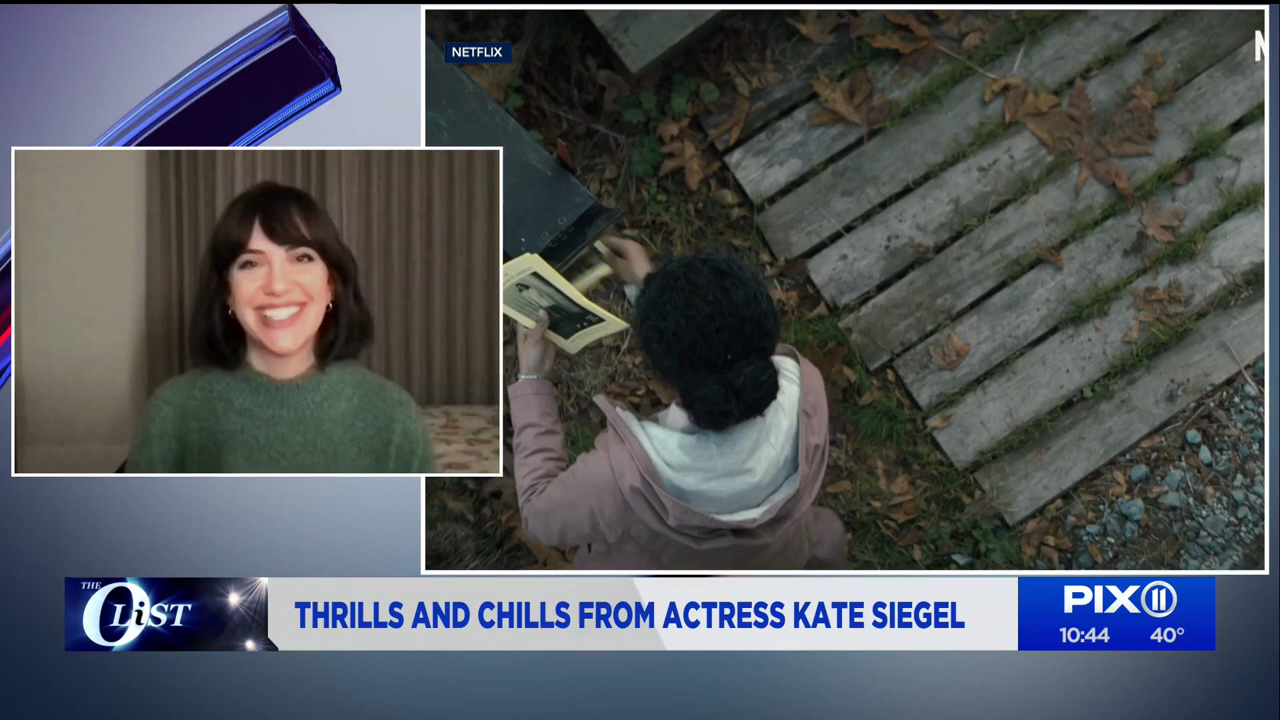 NETFLIX
N
THE
O LiST
THRILLS AND CHILLS FROM ACTRESS KATE SIEGEL
PIX11
10:44 40°